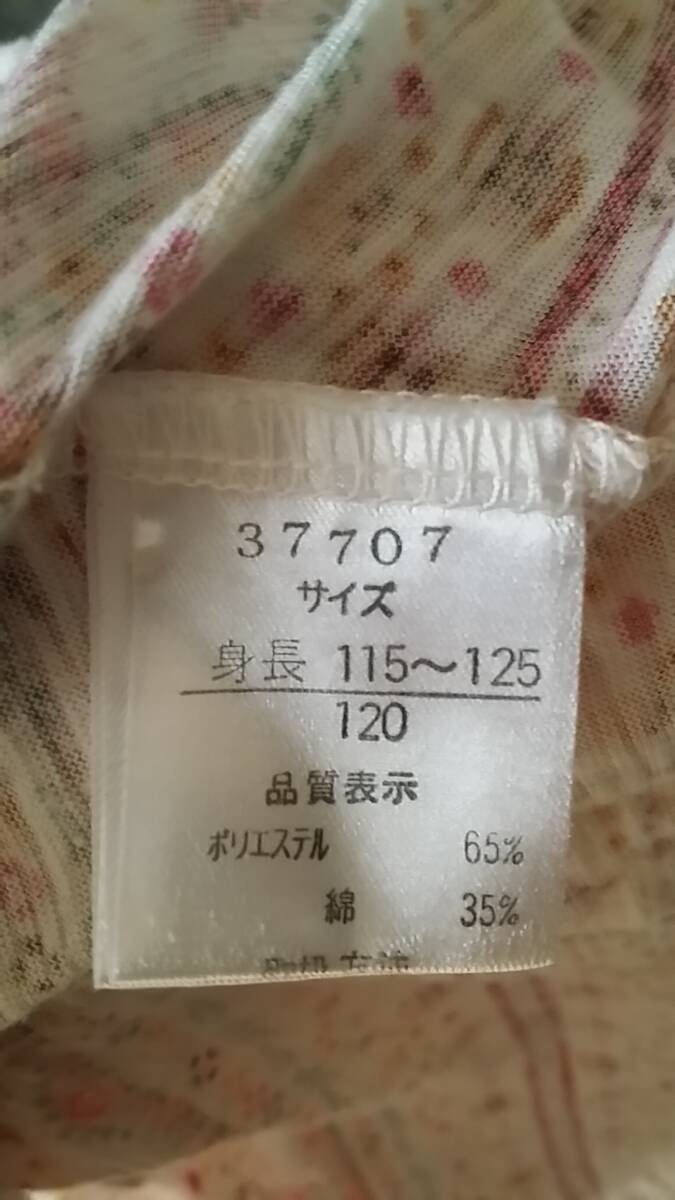 37707
サイズ
身長 115〜125
120
品質表示
ポリエステル 65%
綿 35%